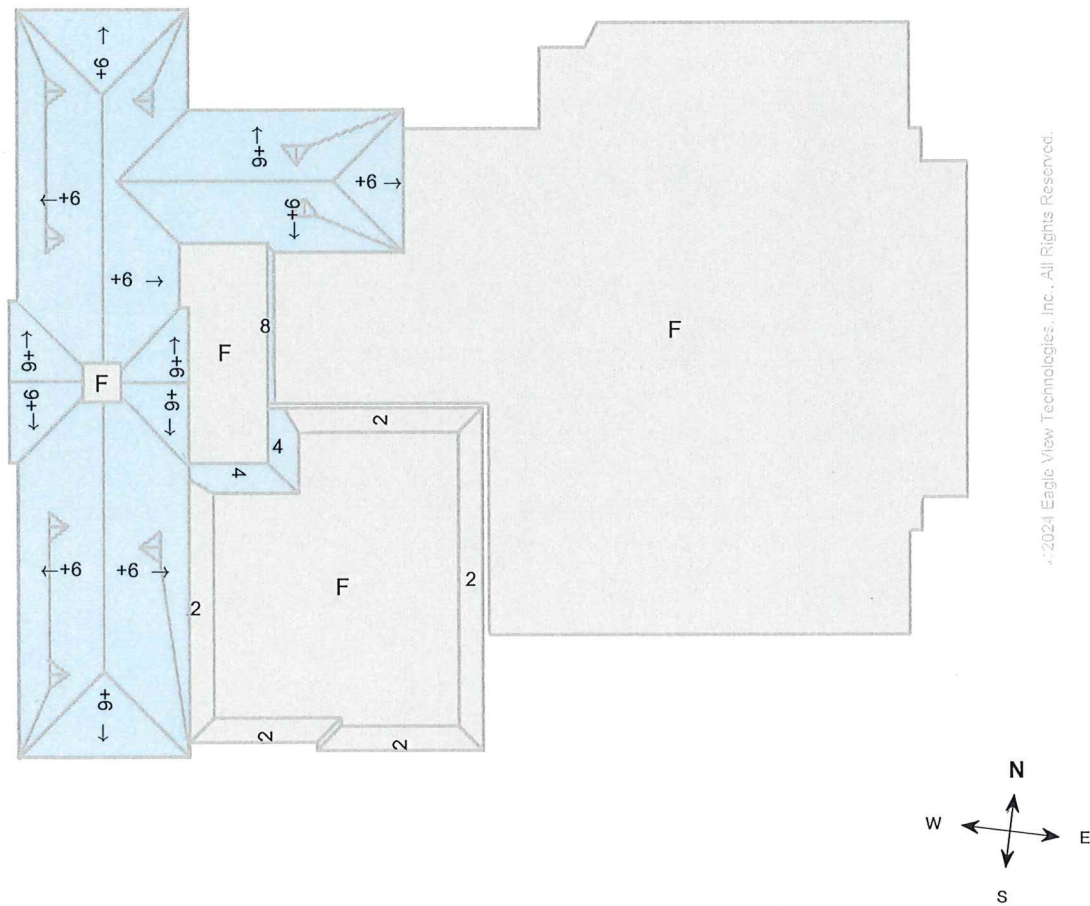 +6 →
←+6
+6 →
←+6
←+6
+6 →
8
F
←+6
←+6
F
F
←+6
←+6
2
4
4
←+6
+6 →
2
F
2
←+6
2
2
N
W
E
S
©2024 Eagle View Technologies, Inc., All Rights Reserved.